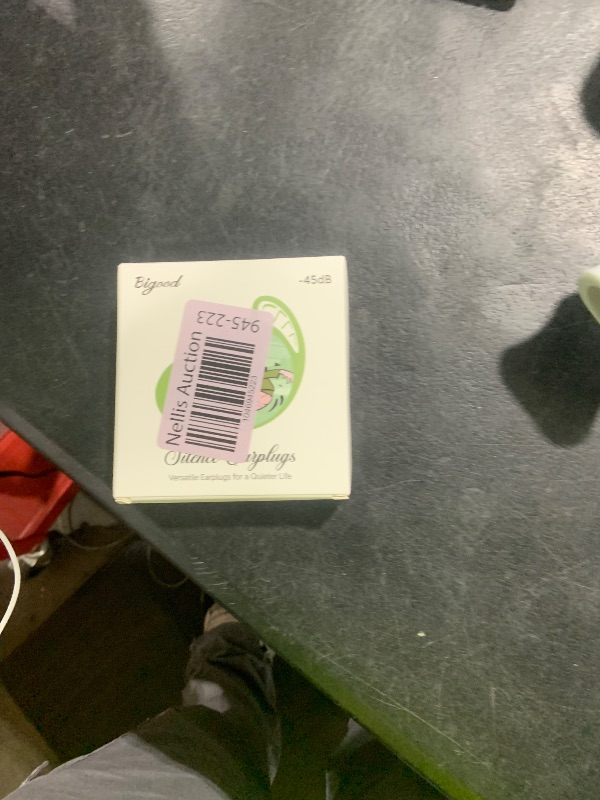 Bigood
-45dB
945-223
Nellis Auction
Silence Earplugs
Versatile Earplugs for a Quieter Life